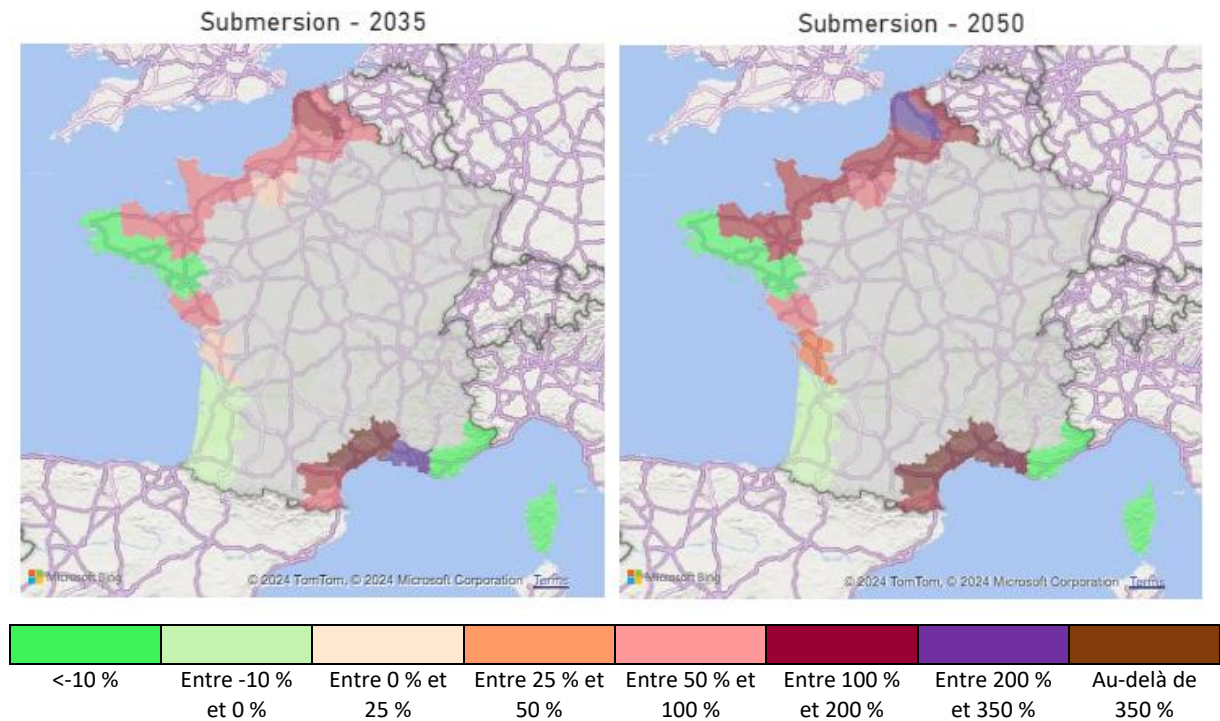 Submersion - 2035
Submersion - 2050
Microsoft Bing
© 2024 TomTom, © 2024 Microsoft Corporation Terms
Microsoft Bing
© 2024 TomTom, © 2024 Microsoft Corporation Terms
<-10 %
Entre -10 %
et 0 %
Entre 0 % et
25 %
Entre 25 % et
50 %
Entre 50 % et
100 %
Entre 100 %
et 200 %
Entre 200 %
et 350 %
Au-delà de
350 %